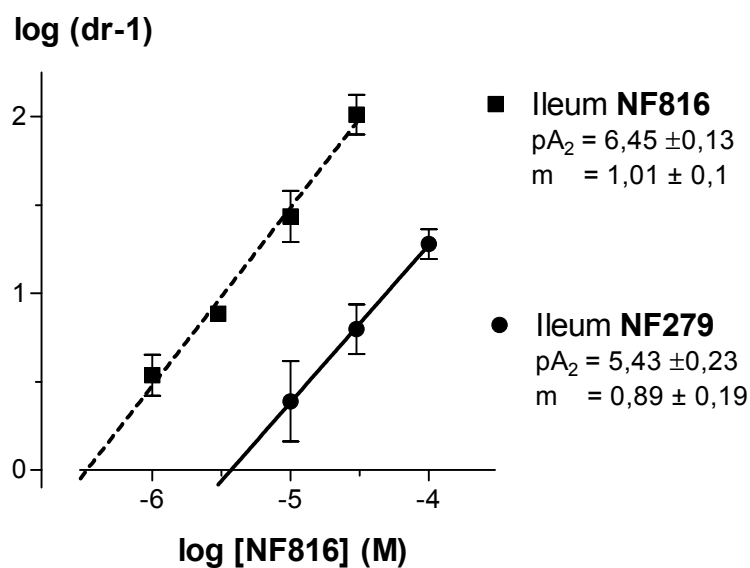 log (dr-1)
2
1
0
-6
-5
-4
log [NF816] (M)
Ileum NF816
pA2 = 6,45 ±0,13
m = 1,01 ± 0,1
Ileum NF279
pA2 = 5,43 ±0,23
m = 0,89 ± 0,19